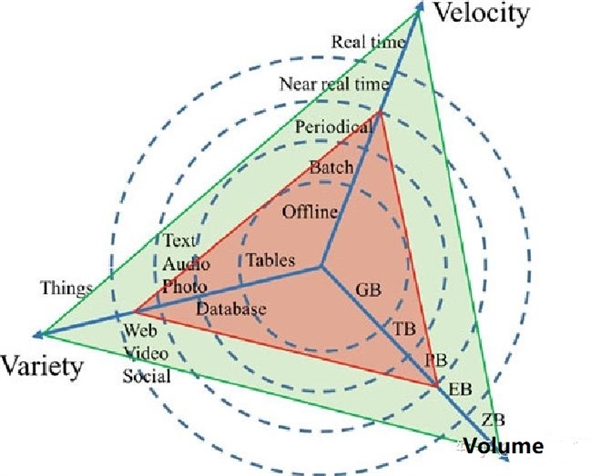 Velocity
Real time
Near real time
Periodical
Batch
Offline
Text
Audio
Photo
Tables
Things
Database
GB
TB
PB
EB
ZB
Web
Video
Social
Variety
Volume